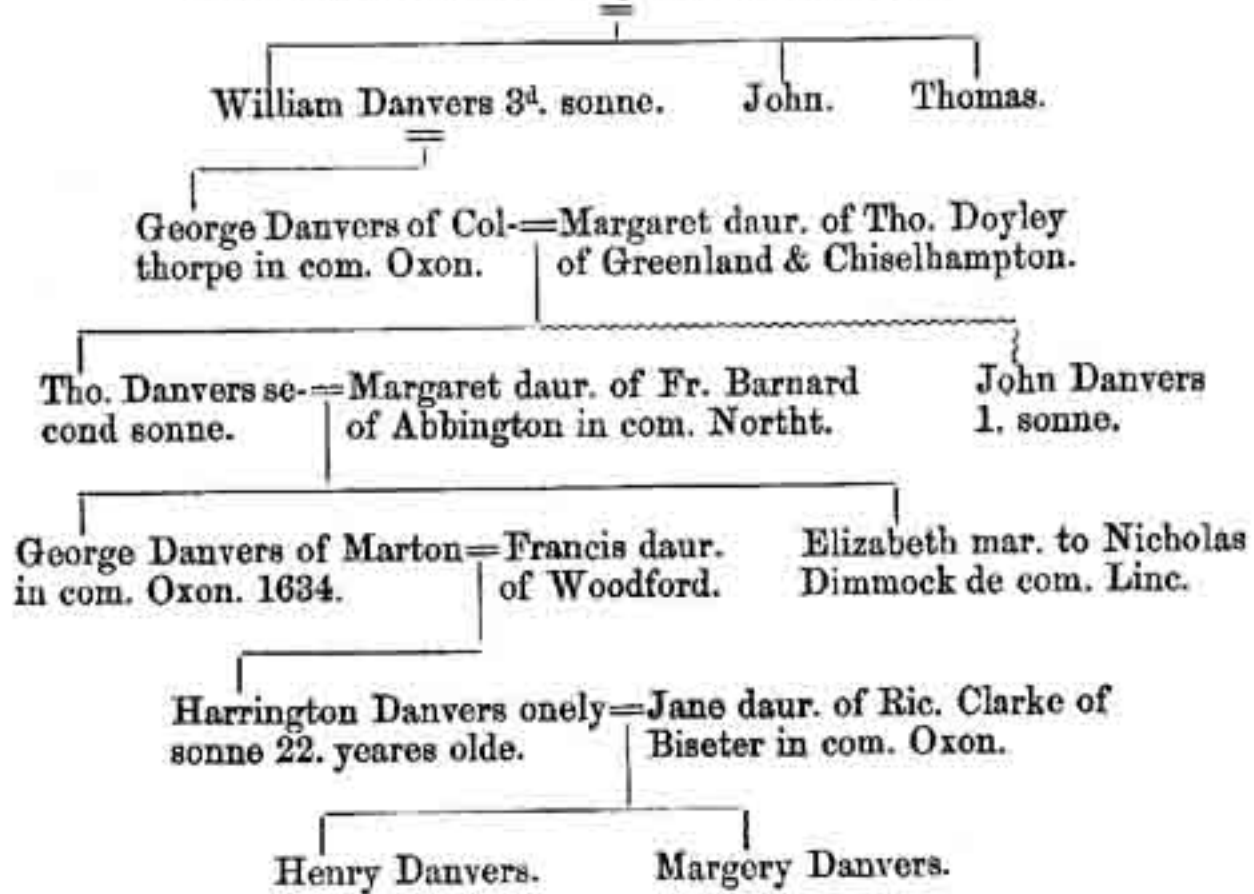 William Danvers 3d. sonne. John. Thomas.
George Danvers of Col-=Margaret daur. of Tho. Doyley
thorpe in com. Oxon. of Greenland & Chiselhampton.
Tho. Danvers se-=Margaret daur. of Fr. Barnard John Danvers
cond sonne. of Abbington in com. Northt. 1. sonne.
George Danvers of Marton=Francis daur. Elizabeth mar. to Nicholas
in com. Oxon. 1634. of Woodford. Dimmock de com. Linc.
Harrington Danvers onely=Jane daur. of Ric. Clarke of
sonne 22. yeares olde. Biseter in com. Oxon.
Henry Danvers. Margery Danvers.